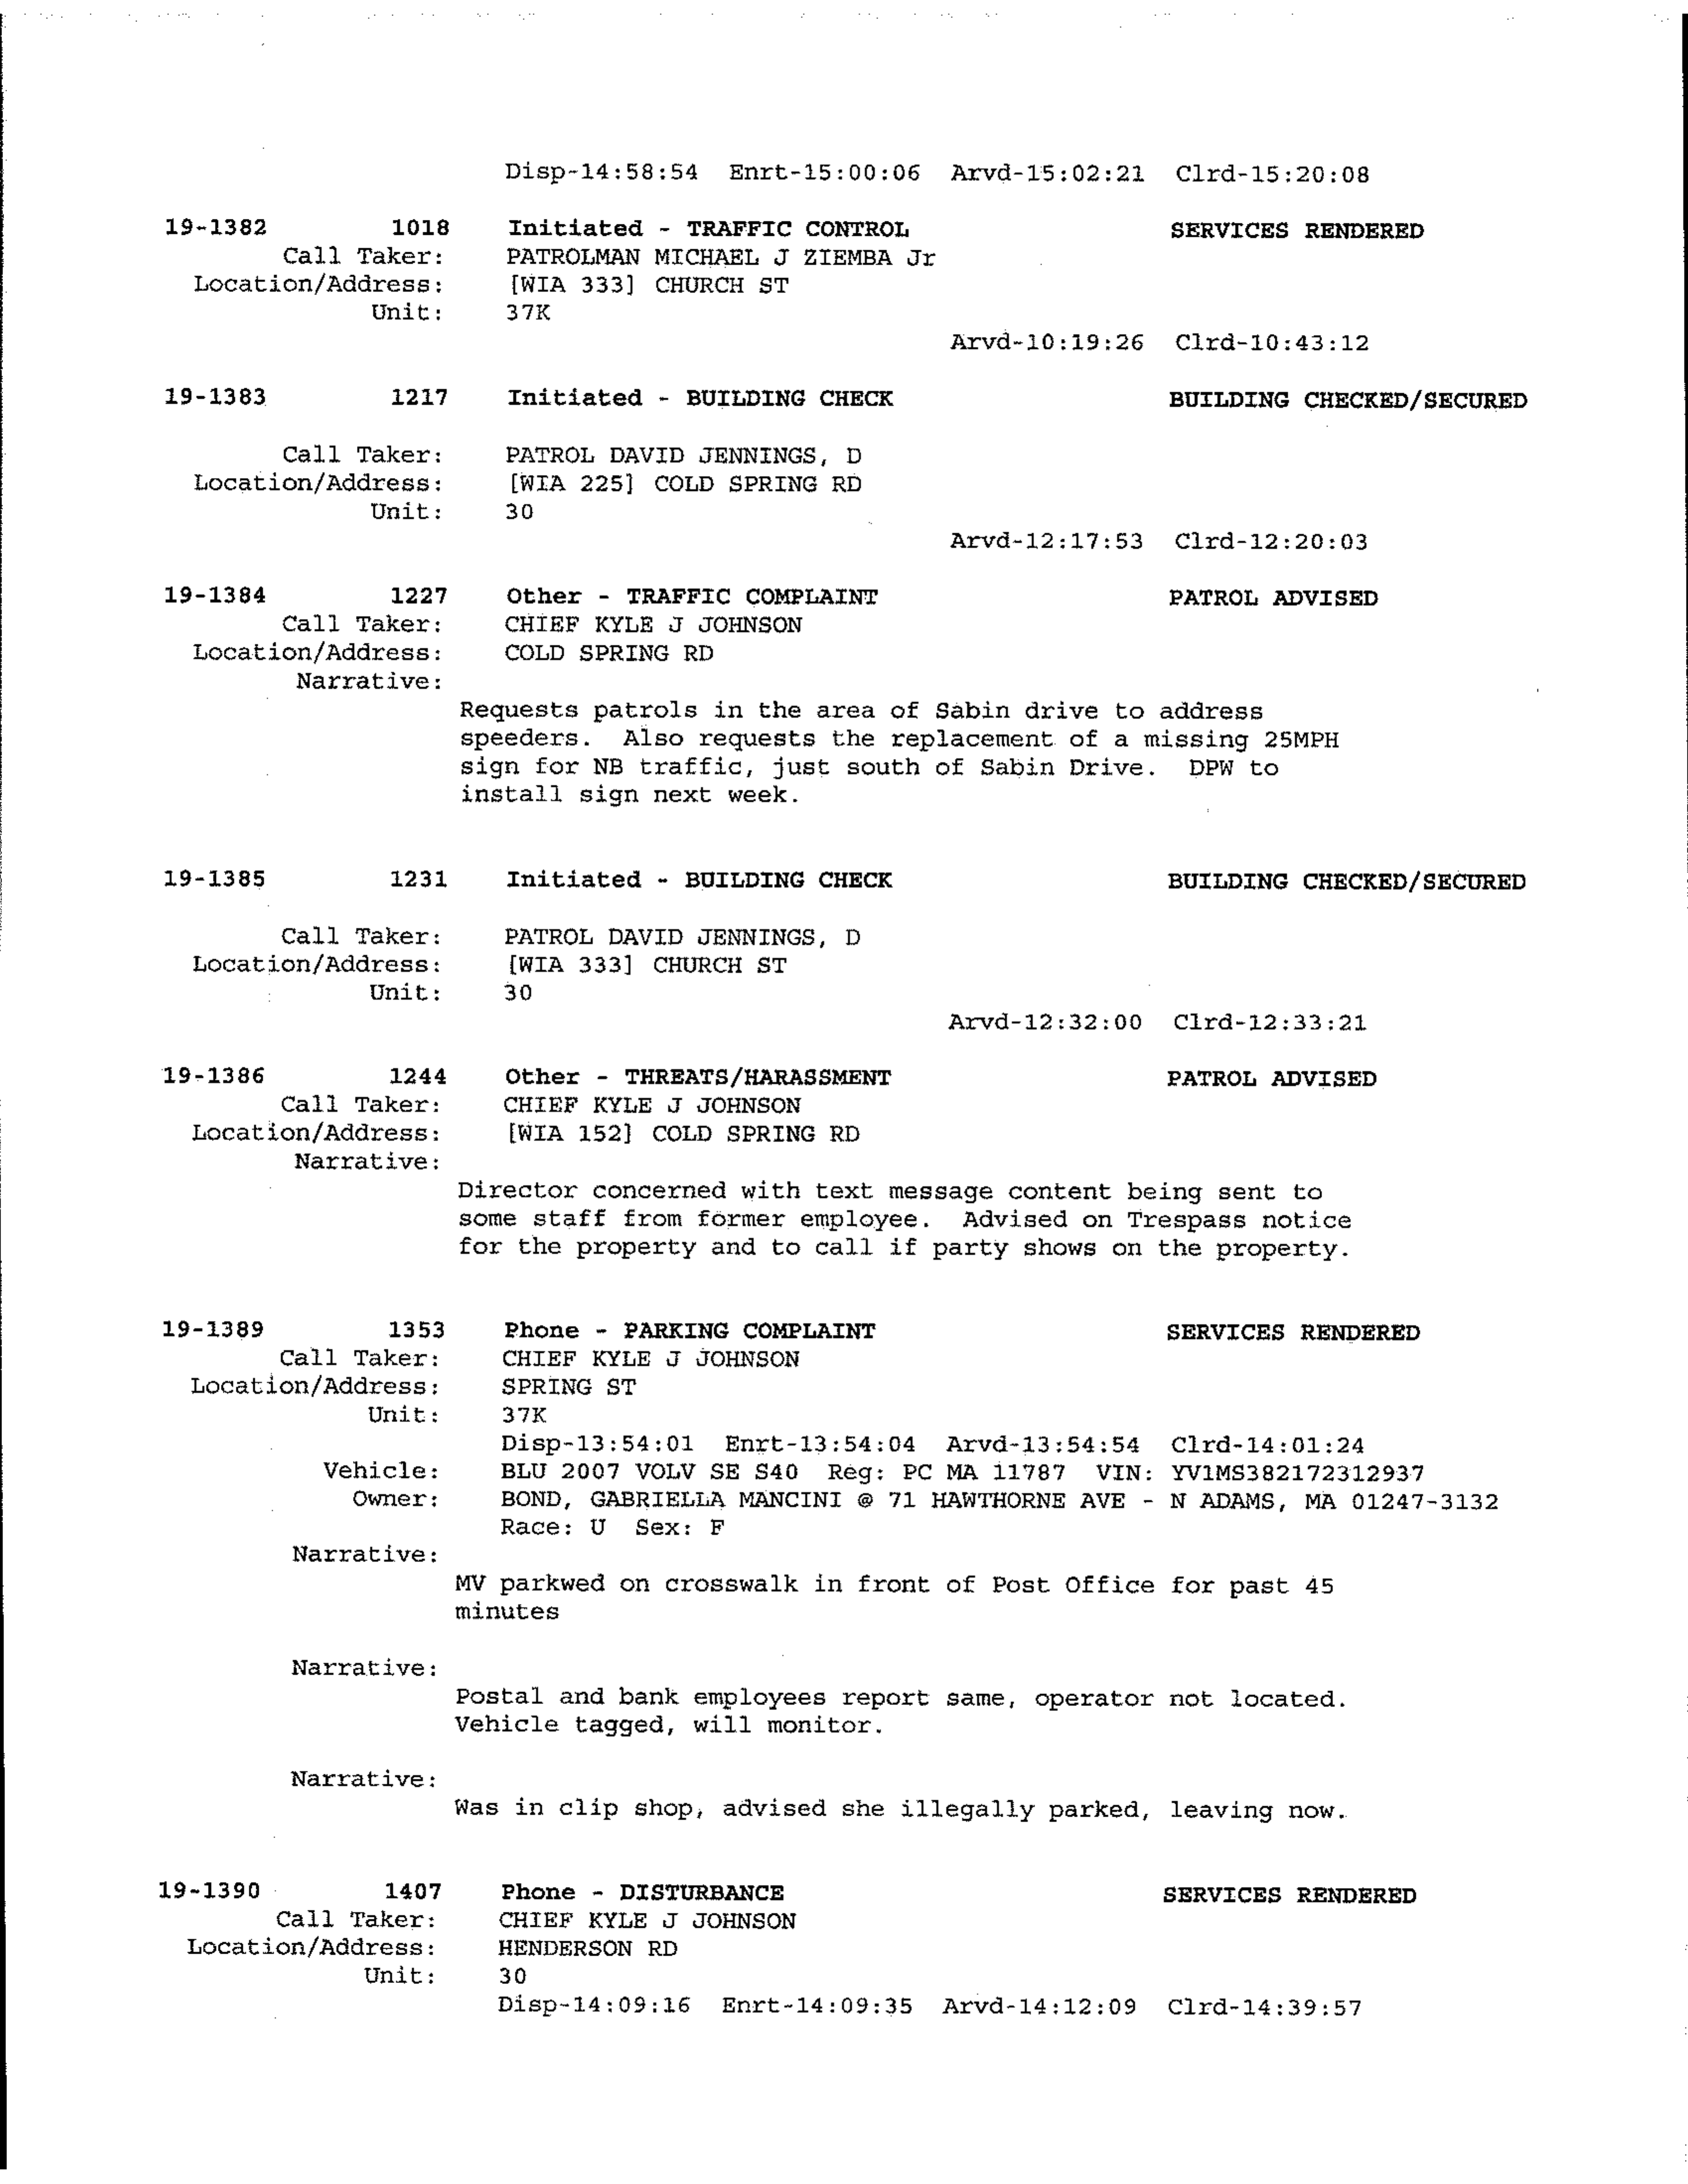 Disp-14:58:54 Enrt-15:00:06 Arvd-15:02:21 Clrd-15:20:08
19-1382 1018 Initiated - TRAFFIC CONTROL SERVICES RENDERED
Call Taker: PATROLMAN MICHAEL J ZIEMBA Jr
Location/Address: [WIA 333] CHURCH ST
Unit: 37K
Arvd-10:19:26 Clrd-10:43:12
19-1383 1217 Initiated - BUILDING CHECK BUILDING CHECKED/SECURED
Call Taker: PATROL DAVID JENNINGS, D
Location/Address: [WIA 225] COLD SPRING RD
Unit: 30
Arvd-12:17:53 Clrd-12:20:03
19-1384 1227 Other - TRAFFIC COMPLAINT PATROL ADVISED
Call Taker: CHIEF KYLE J JOHNSON
Location/Address: COLD SPRING RD
Narrative:
Requests patrols in the area of Sabin drive to address
speeders. Also requests the replacement of a missing 25MPH
sign for NB traffic, just south of Sabin Drive. DPW to
install sign next week.
19-1385 1231 Initiated - BUILDING CHECK BUILDING CHECKED/SECURED
Call Taker: PATROL DAVID JENNINGS, D
Location/Address: [WIA 333] CHURCH ST
Unit: 30
Arvd-12:32:00 Clrd-12:33:21
19-1386 1244 Other - THREATS/HARASSMENT PATROL ADVISED
Call Taker: CHIEF KYLE J JOHNSON
Location/Address: [WIA 152] COLD SPRING RD
Narrative:
Director concerned with text message content being sent to
some staff from former employee. Advised on Trespass notice
for the property and to call if party shows on the property.
19-1389 1353 Phone - PARKING COMPLAINT SERVICES RENDERED
Call Taker: CHIEF KYLE J JOHNSON
Location/Address: SPRING ST
Unit: 37K
Disp-13:54:01 Enrt-13:54:04 Arvd-13:54:54 Clrd-14:01:24
Vehicle: BLU 2007 VOLV SE S40 Reg: PC MA 11787 VIN: YV1MS382172312937
Owner: BOND, GABRIELLA MANCINI @ 71 HAWTHORNE AVE - N ADAMS, MA 01247-3132
Race: U Sex: F
Narrative:
MV parkwed on crosswalk in front of Post Office for past 45
minutes
Narrative:
Postal and bank employees report same, operator not located.
Vehicle tagged, will monitor.
Narrative:
Was in clip shop, advised she illegally parked, leaving now.
19-1390 1407 Phone - DISTURBANCE SERVICES RENDERED
Call Taker: CHIEF KYLE J JOHNSON
Location/Address: HENDERSON RD
Unit: 30
Disp-14:09:16 Enrt-14:09:35 Arvd-14:12:09 Clrd-14:39:57